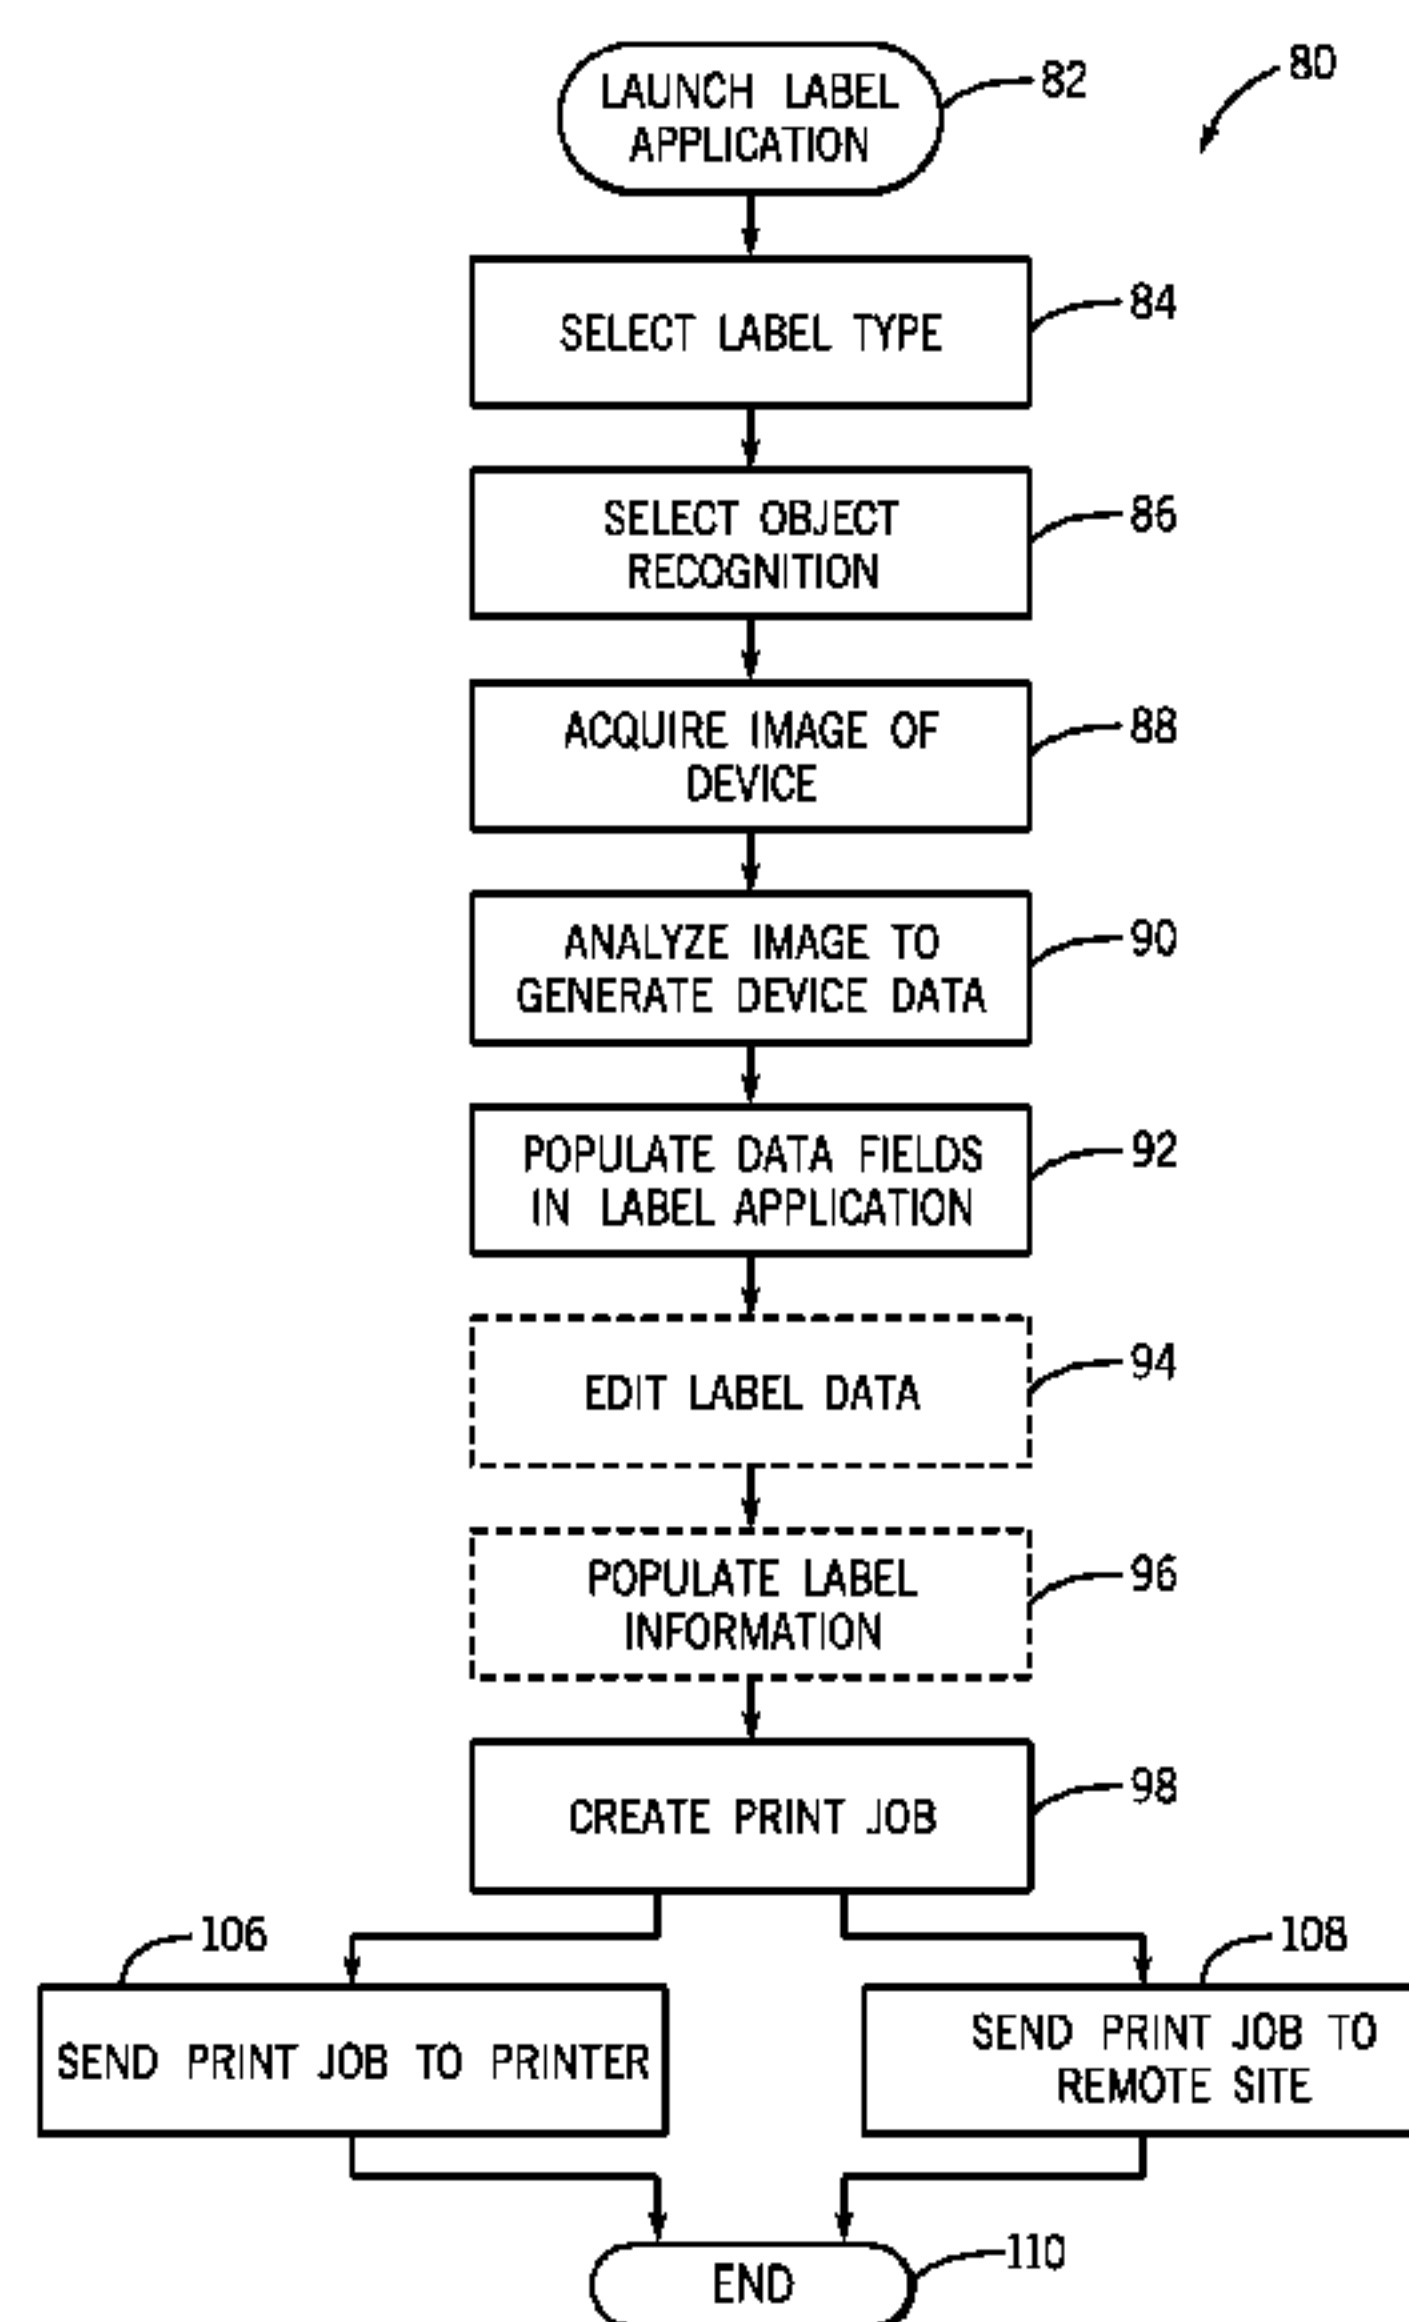 80
LAUNCH LABEL
APPLICATION
82
SELECT LABEL TYPE
84
SELECT OBJECT
RECOGNITION
86
ACQUIRE IMAGE OF
DEVICE
88
ANALYZE IMAGE TO
GENERATE DEVICE DATA
90
POPULATE DATA FIELDS
IN LABEL APPLICATION
92
EDIT LABEL DATA
94
POPULATE LABEL
INFORMATION
96
CREATE PRINT JOB
98
106
SEND PRINT JOB TO PRINTER
108
SEND PRINT JOB TO
REMOTE SITE
END
110